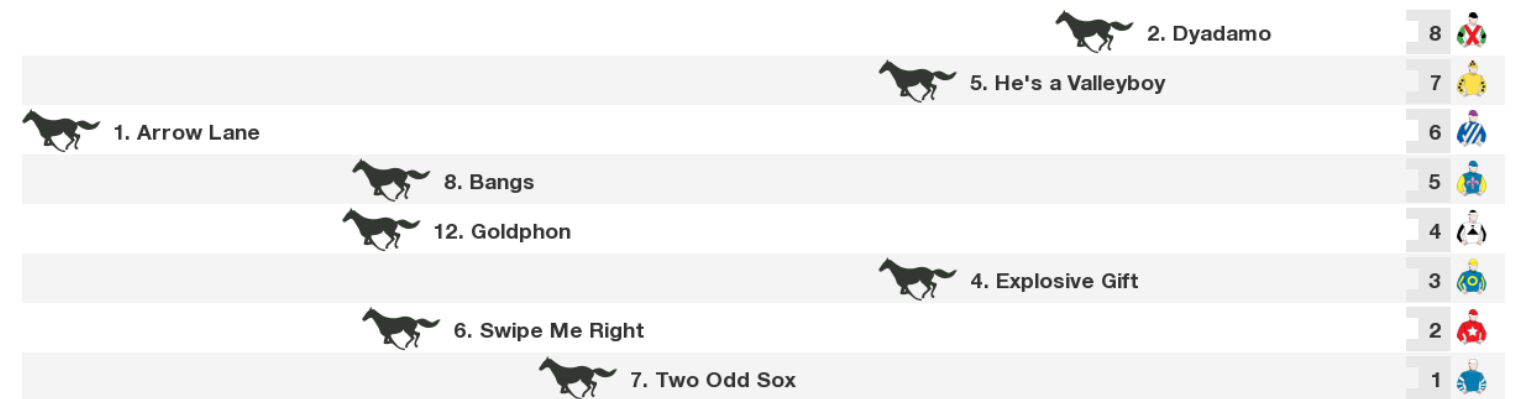 2. Dyadamo 8
5. He's a Valleyboy 7
1. Arrow Lane 6
8. Bangs 5
12. Goldphon 4
4. Explosive Gift 3
6. Swipe Me Right 2
7. Two Odd Sox 1